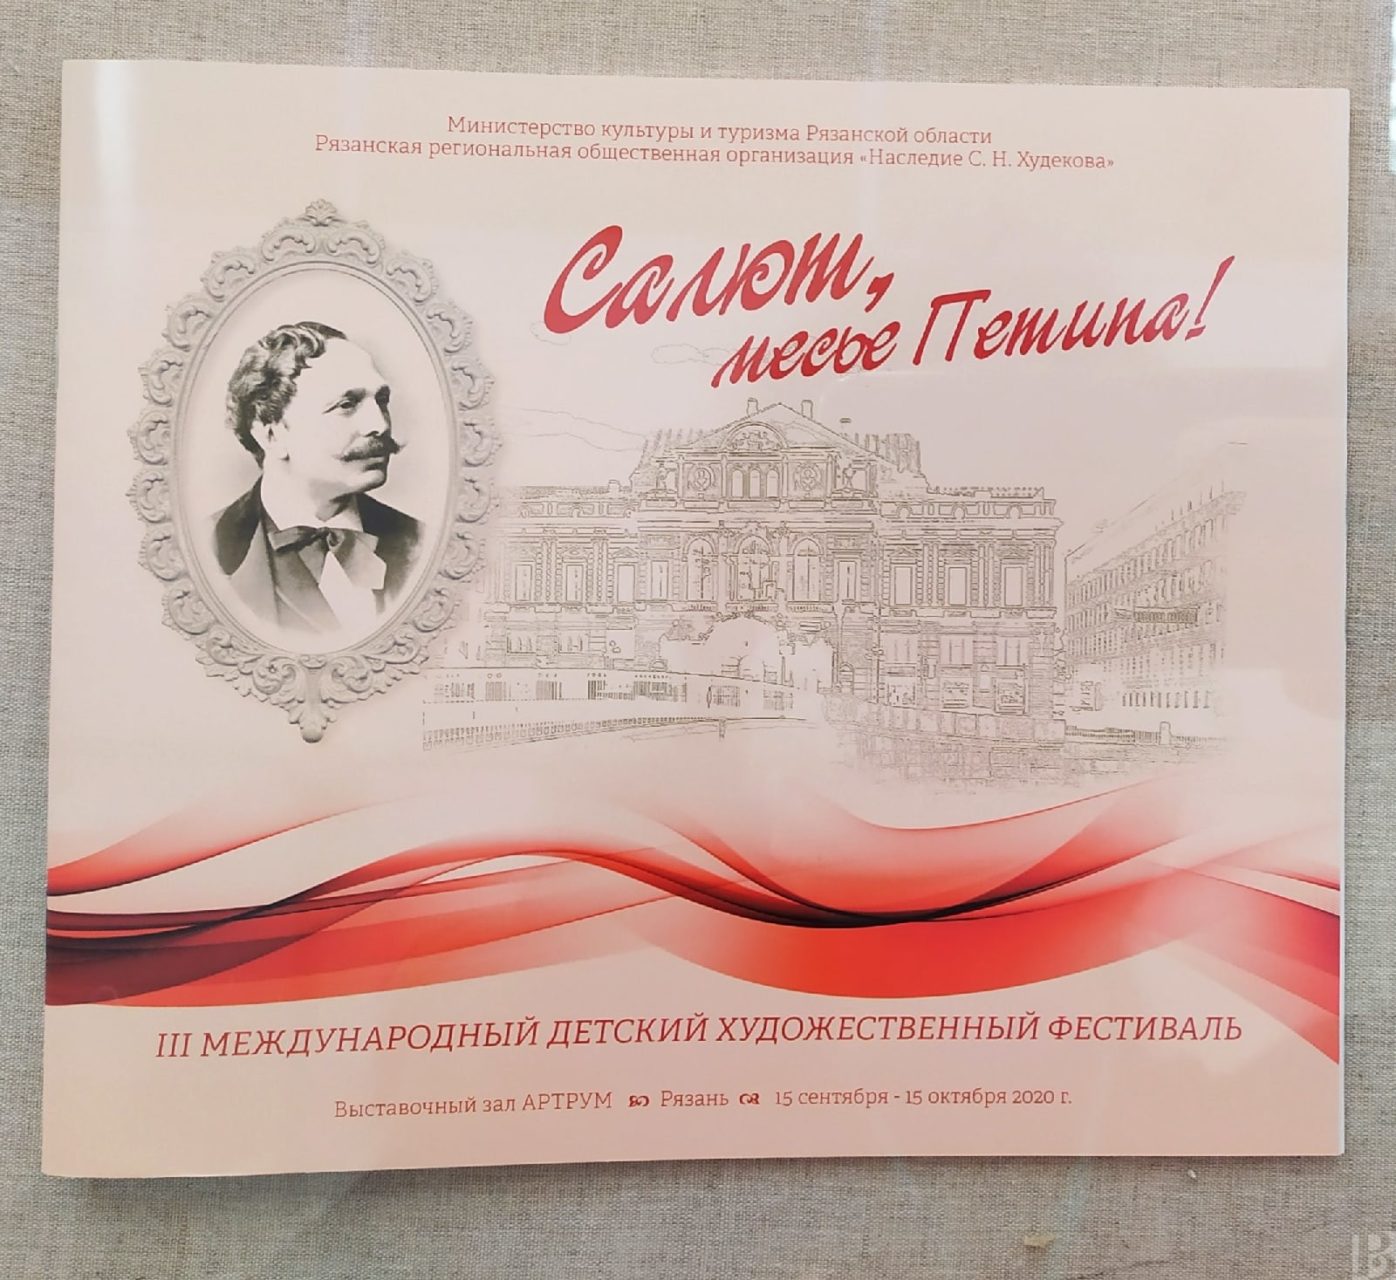 Министерство культуры и туризма Рязанской области
Рязанская региональная общественная организация «Наследие С. Н. Худекова»
Салют,
месье Петипа!
III МЕЖДУНАРОДНЫЙ ДЕТСКИЙ ХУДОЖЕСТВЕННЫЙ ФЕСТИВАЛЬ
Выставочный зал АРТРУМ Рязань 15 сентября - 15 октября 2020 г.